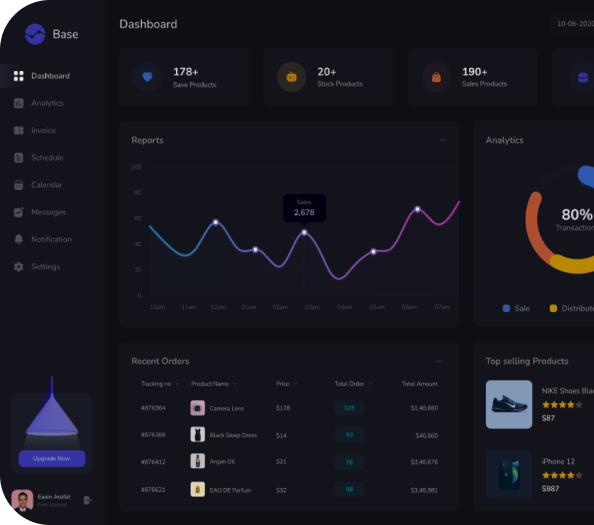 Base
Dashboard
Analytics
Invoice
Schedule
Calendar
Messages
Notification
Settings
Upgrade Now
Easin Arafat
Free Account
Dashboard
10-06-2020
178+
Save Products
20+
Stock Products
190+
Sales Products
Reports
100
80
60
40
20
0
Sales
2,678
10am 11am 12am 01am 02am 03am 04am 05am 06am 07am
Analytics
80%
Transaction
Sale
Distribute
Recent Orders
Tracking no Product Name Price Total Order Total Amount
#876364 Camera Lens $178 325 $1,46,660
#876368 Black Sleep Dress $14 53 $46,660
#876412 Argan Oil $21 78 $3,46,676
#876621 EAU DE Parfum $32 98 $3,46,981
Top selling Products
NIKE Shoes Bla
$87
iPhone 12
$987